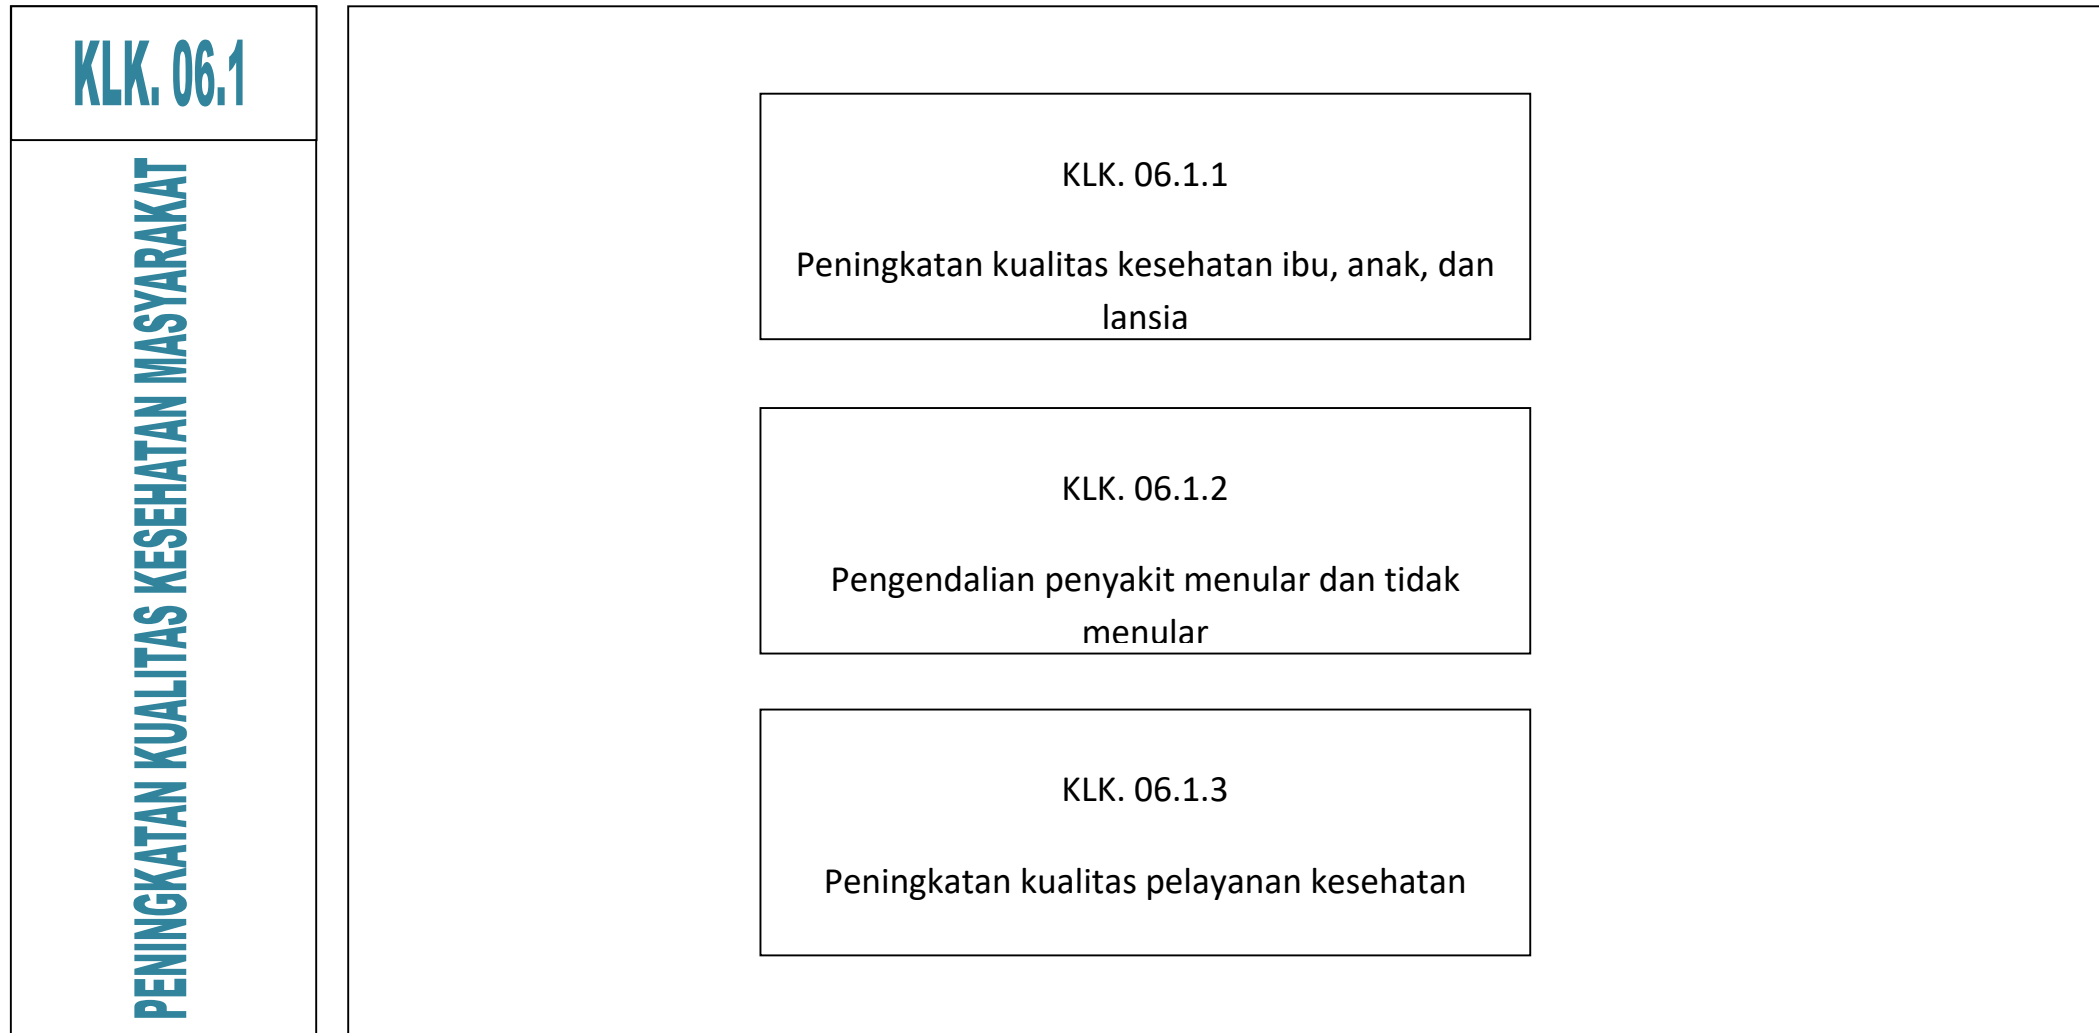 KLK. 06.1
PENINGKATAN KUALITAS KESEHATAN MASYARAKAT
KLK. 06.1.1
Peningkatan kualitas kesehatan ibu, anak, dan
lansia
KLK. 06.1.2
Pengendalian penyakit menular dan tidak
menular
KLK. 06.1.3
Peningkatan kualitas pelayanan kesehatan